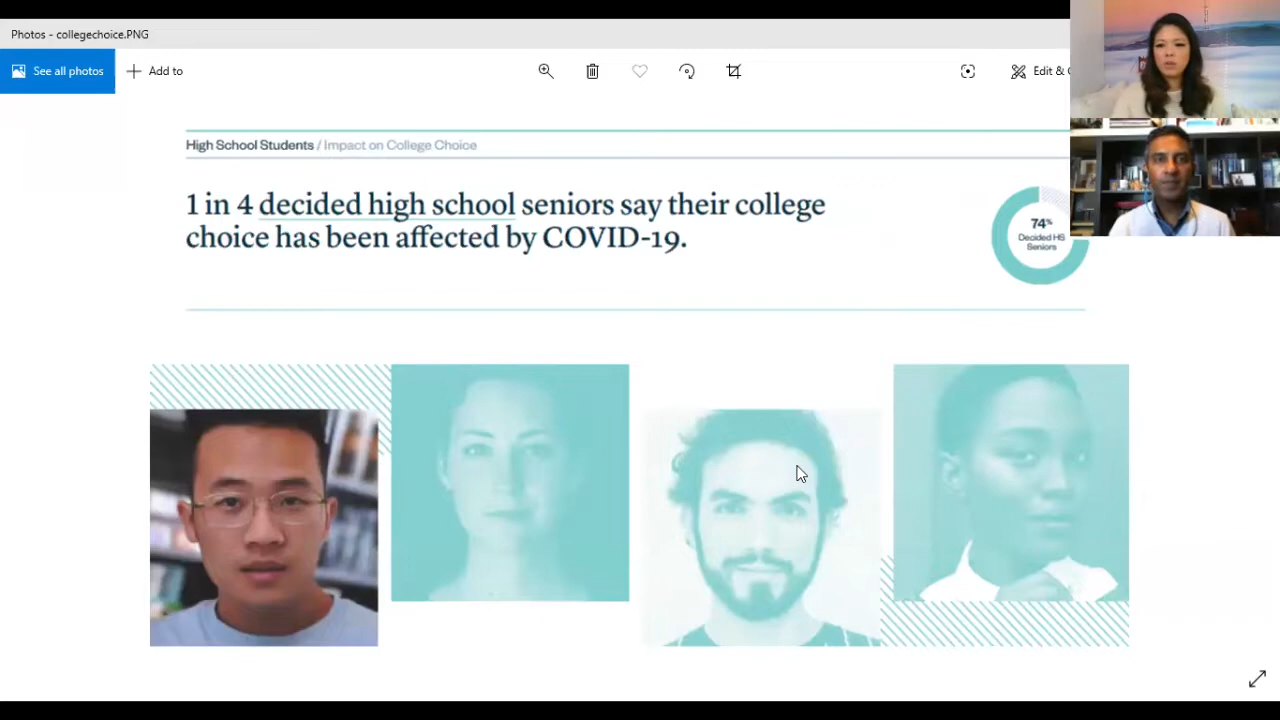 Photos - collegechoice.PNG
See all photos
Add to
Edit &
High School Students / Impact on College Choice
1 in 4 decided high school seniors say their college
choice has been affected by COVID-19.
74%
Decided HS
Seniors